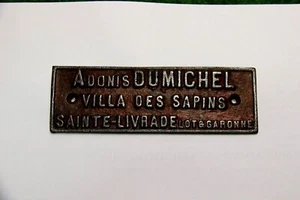 ADONIS DUMICHEL
VILLA DES SAPINS
SAINTE-LIVRADE LOT & GARONNE